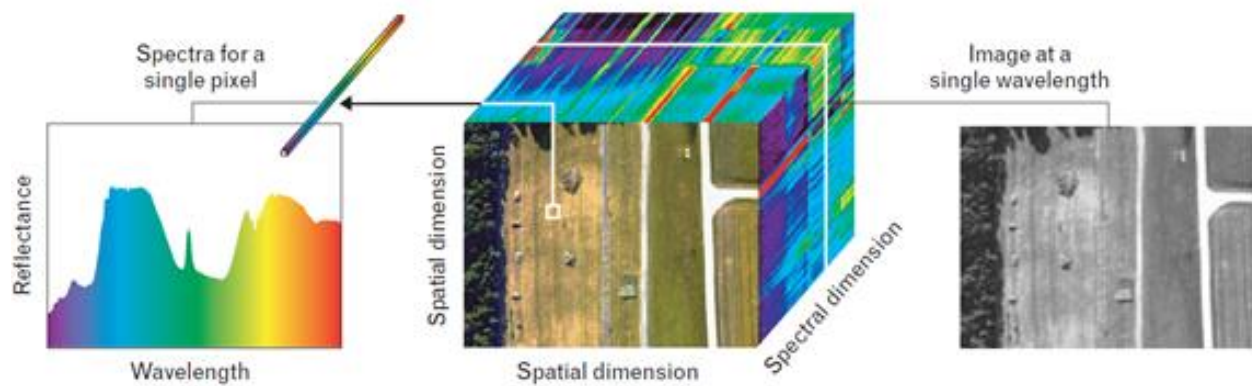 Spectra for a
single pixel
Reflectance
Wavelength
Spatial dimension
Spatial dimension
Spectral dimension
Image at a
single wavelength